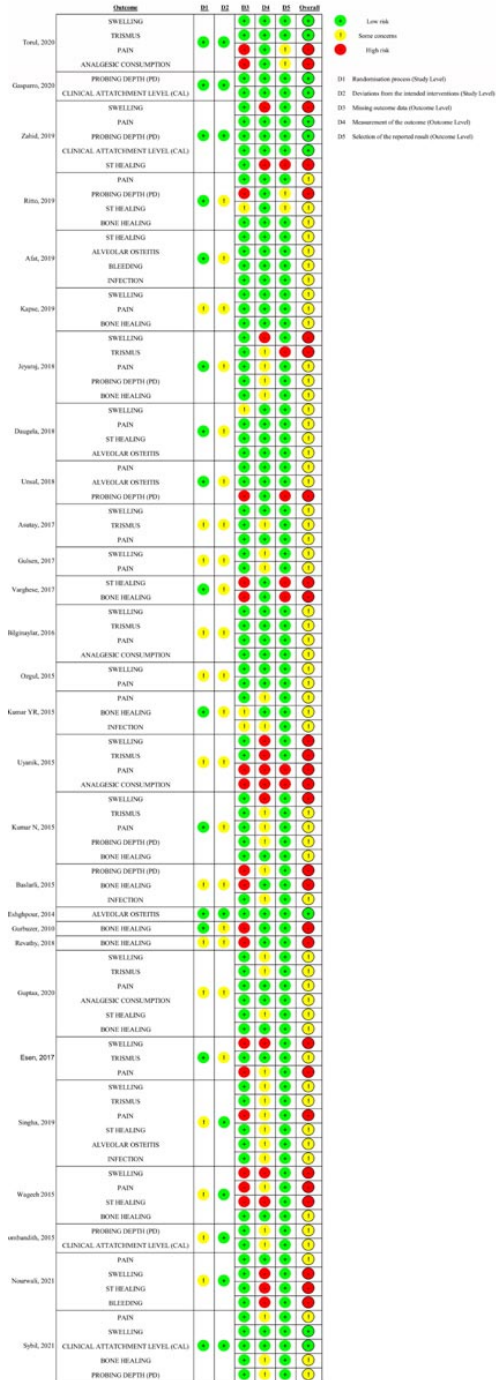 Outcome D1 D2 D3 D4 D5 Overall
Low risk
Some concerns
High risk
D1 Randomisation process (Study Level)
D2 Deviations from the intended interventions (Study Level)
D3 Missing outcome data (Outcome Level)
D4 Measurement of the outcome (Outcome Level)
D5 Selection of the reported result (Outcome Level)
Torul, 2020
SWELLING
TRISMUS
PAIN
ANALGESIC CONSUMPTION
Gasparro, 2020
PROBING DEPTH (PD)
CLINICAL ATTATCHMENT LEVEL (CAL)
Zahid, 2019
SWELLING
PAIN
PROBING DEPTH (PD)
CLINICAL ATTATCHMENT LEVEL (CAL)
ST HEALING
Ritto, 2019
PAIN
PROBING DEPTH (PD)
ST HEALING
BONE HEALING
Afat, 2019
ST HEALING
ALVEOLAR OSTEITIS
BLEEDING
INFECTION
Kapse, 2019
SWELLING
PAIN
BONE HEALING
Jeyaraj, 2018
SWELLING
TRISMUS
PAIN
PROBING DEPTH (PD)
BONE HEALING
Daugela, 2018
SWELLING
PAIN
ST HEALING
ALVEOLAR OSTEITIS
Unsal, 2018
PAIN
ALVEOLAR OSTEITIS
PROBING DEPTH (PD)
2017
SWELLING
TRISMUS
PAIN
Gulsen, 2017
SWELLING
PAIN
Varghese, 2017
ST HEALING
BONE HEALING
Bilginaylar, 2016
SWELLING
TRISMUS
PAIN
ANALGESIC CONSUMPTION
Ozgul, 2015
SWELLING
PAIN
Kumar YR, 2015
PAIN
BONE HEALING
INFECTION
Uyanik, 2015
SWELLING
TRISMUS
PAIN
ANALGESIC CONSUMPTION
Kumar N, 2015
SWELLING
TRISMUS
PAIN
PROBING DEPTH (PD)
BONE HEALING
Baslarli, 2015
PROBING DEPTH (PD)
BONE HEALING
INFECTION
Eshghpour, 2014
ALVEOLAR OSTEITIS
Gurbuzer, 2010
BONE HEALING
Revathy, 2018
BONE HEALING
2020
SWELLING
TRISMUS
PAIN
ANALGESIC CONSUMPTION
ST HEALING
BONE HEALING
Esen, 2017
SWELLING
TRISMUS
PAIN
Singha, 2019
SWELLING
TRISMUS
PAIN
ST HEALING
ALVEOLAR OSTEITIS
INFECTION
Wageeh 2015
SWELLING
PAIN
ST HEALING
BONE HEALING
2015
PROBING DEPTH (PD)
CLINICAL ATTATCHMENT LEVEL (CAL)
Nourwali, 2021
PAIN
SWELLING
ST HEALING
BLEEDING
Sybil, 2021
PAIN
SWELLING
CLINICAL ATTATCHMENT LEVEL (CAL)
BONE HEALING
PROBING DEPTH (PD)